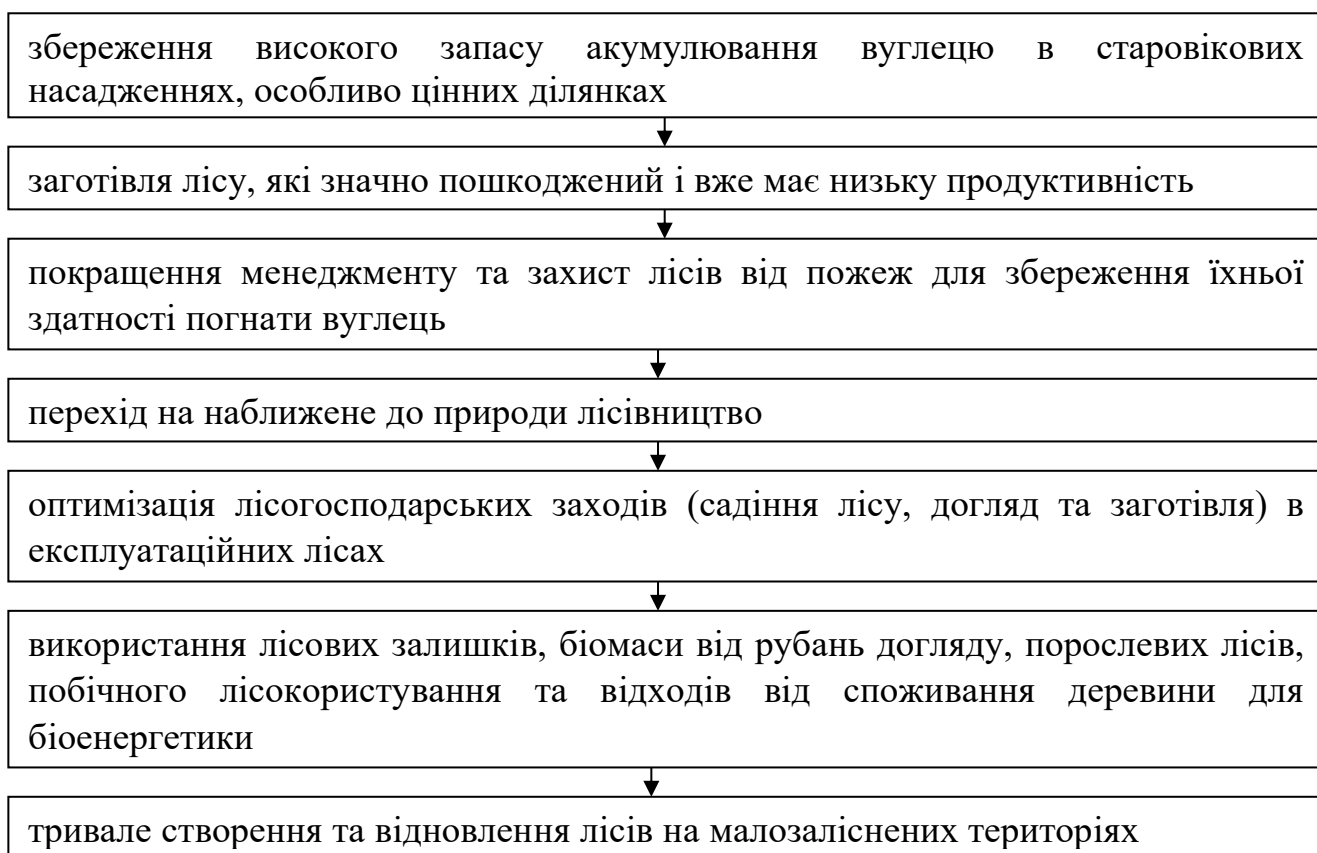 збереження високого запасу акумулювання вуглецю в старовікових
насадженнях, особливо цінних ділянках
заготівля лісу, які значно пошкоджений і вже має низьку продуктивність
покращення менеджменту та захист лісів від пожеж для збереження їхньої
здатності погнати вуглець
перехід на наближене до природи лісівництво
оптимізація лісогосподарських заходів (садіння лісу, догляд та заготівля) в
експлуатаційних лісах
використання лісових залишків, біомаси від рубань догляду, порослевих лісів,
побічного лісокористування та відходів від споживання деревини для
біоенергетики
тривале створення та відновлення лісів на малозаліснених територіях